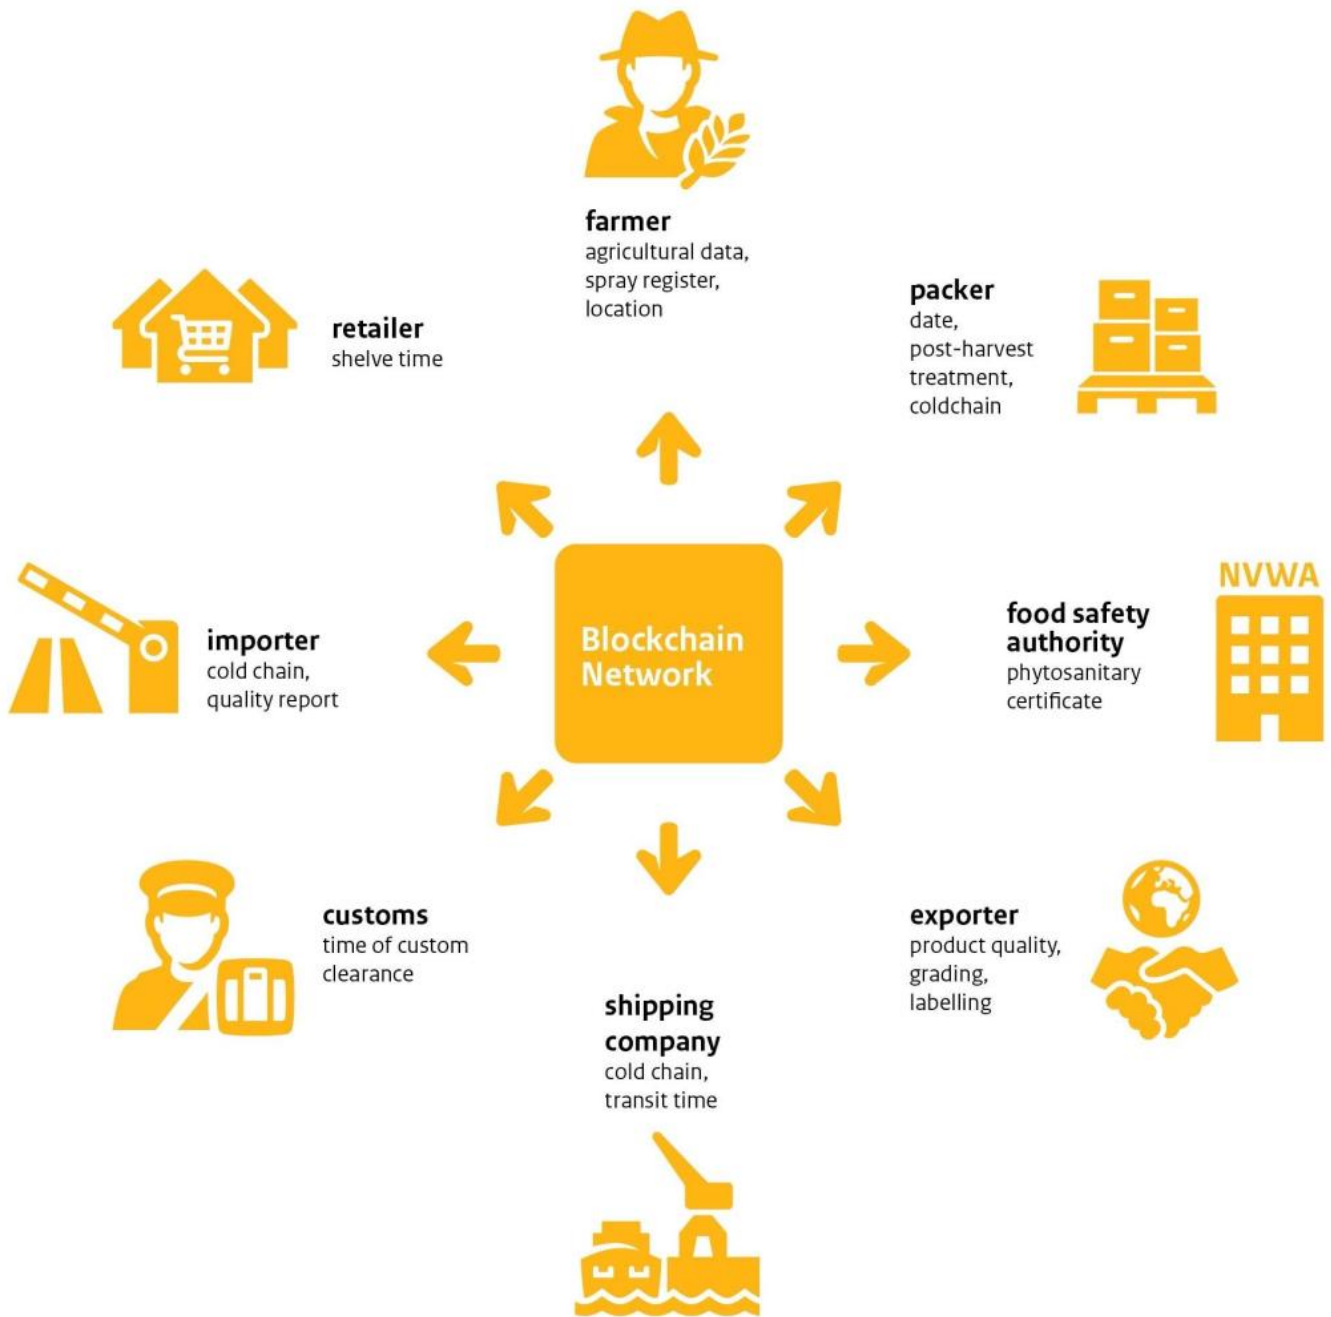 farmer
agricultural data,
spray register,
location
packer
date,
post-harvest
treatment,
coldchain
NVWA
food safety
authority
phytosanitary
certificate
exporter
product quality,
grading,
labelling
shipping
company
cold chain,
transit time
customs
time of custom
clearance
importer
cold chain,
quality report
retailer
shelve time
Blockchain
Network